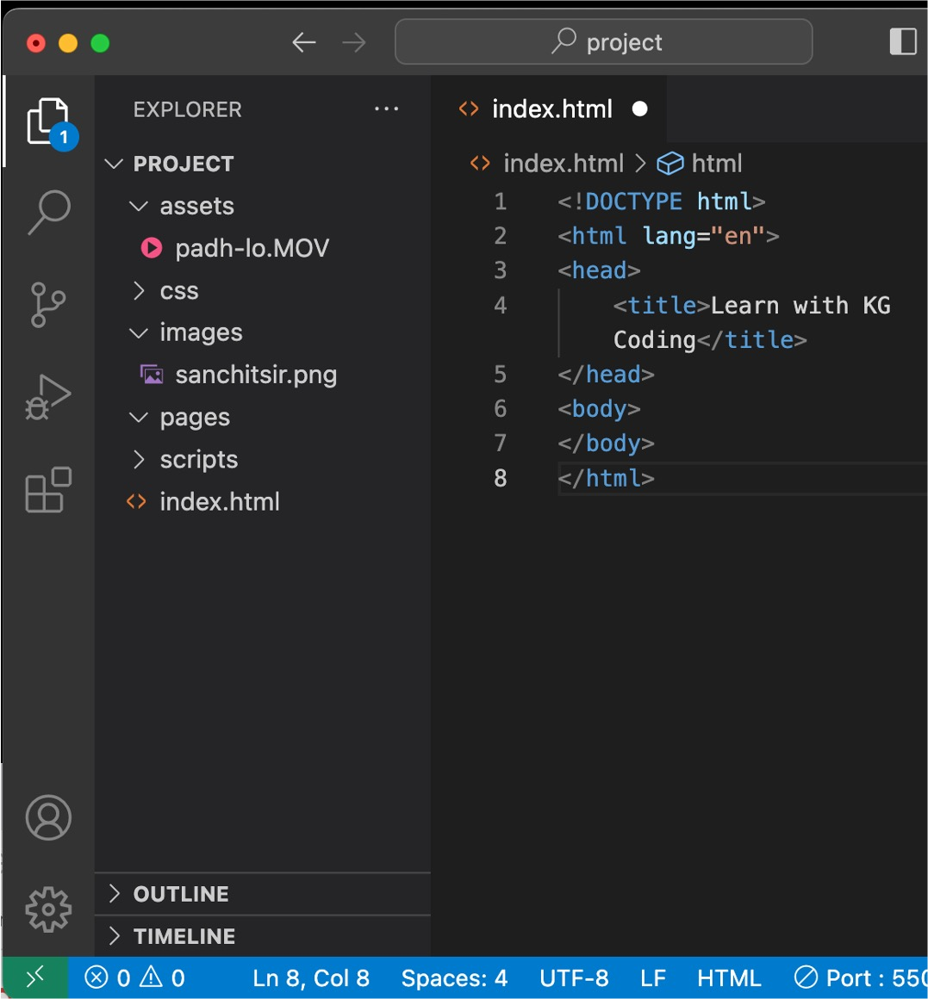 project
EXPLORER ...
1
PROJECT
assets
padh-lo.MOV
css
images
sanchitsir.png
pages
scripts
index.html
OUTLINE
TIMELINE
index.html
index.html > html
1 <!DOCTYPE html>
2 <html lang="en">
3 <head>
4 <title>Learn with KG
Coding</title>
5 </head>
6 <body>
7 </body>
8 </html>
0 0 Ln 8, Col 8 Spaces: 4 UTF-8 LF HTML Port : 550